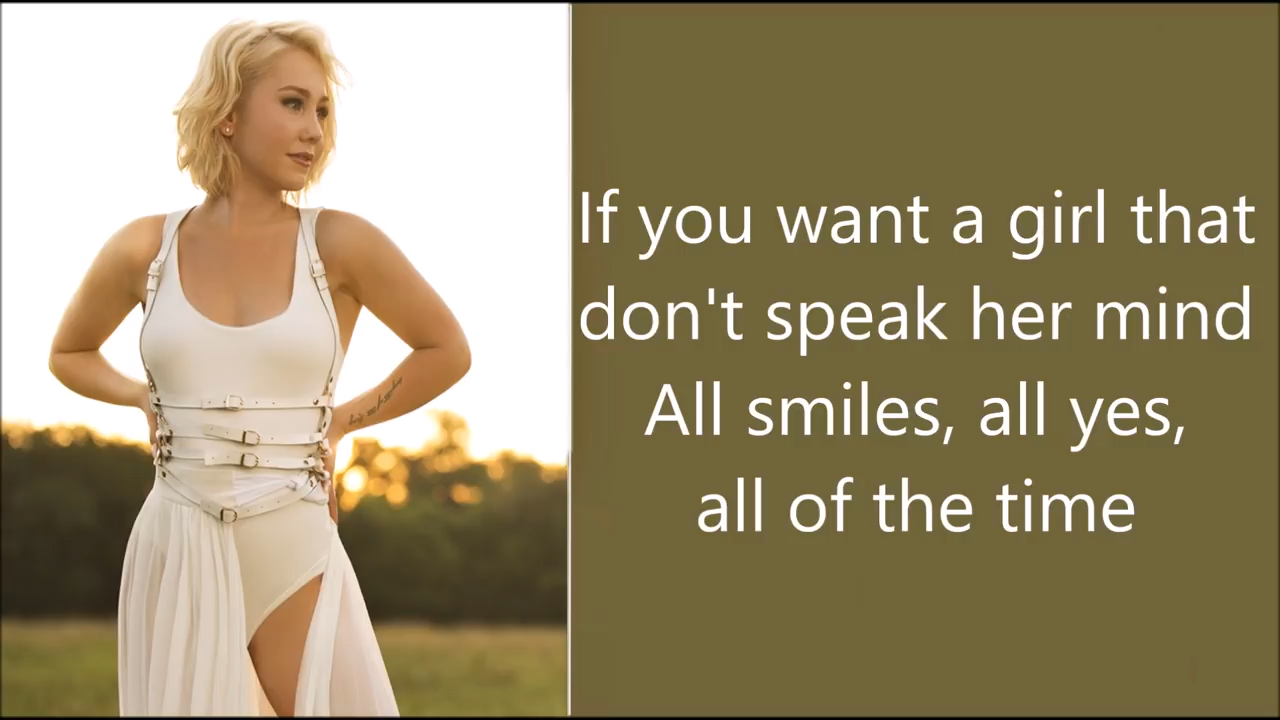 If you want a girl that
don't speak her mind
All smiles, all yes,
all of the time